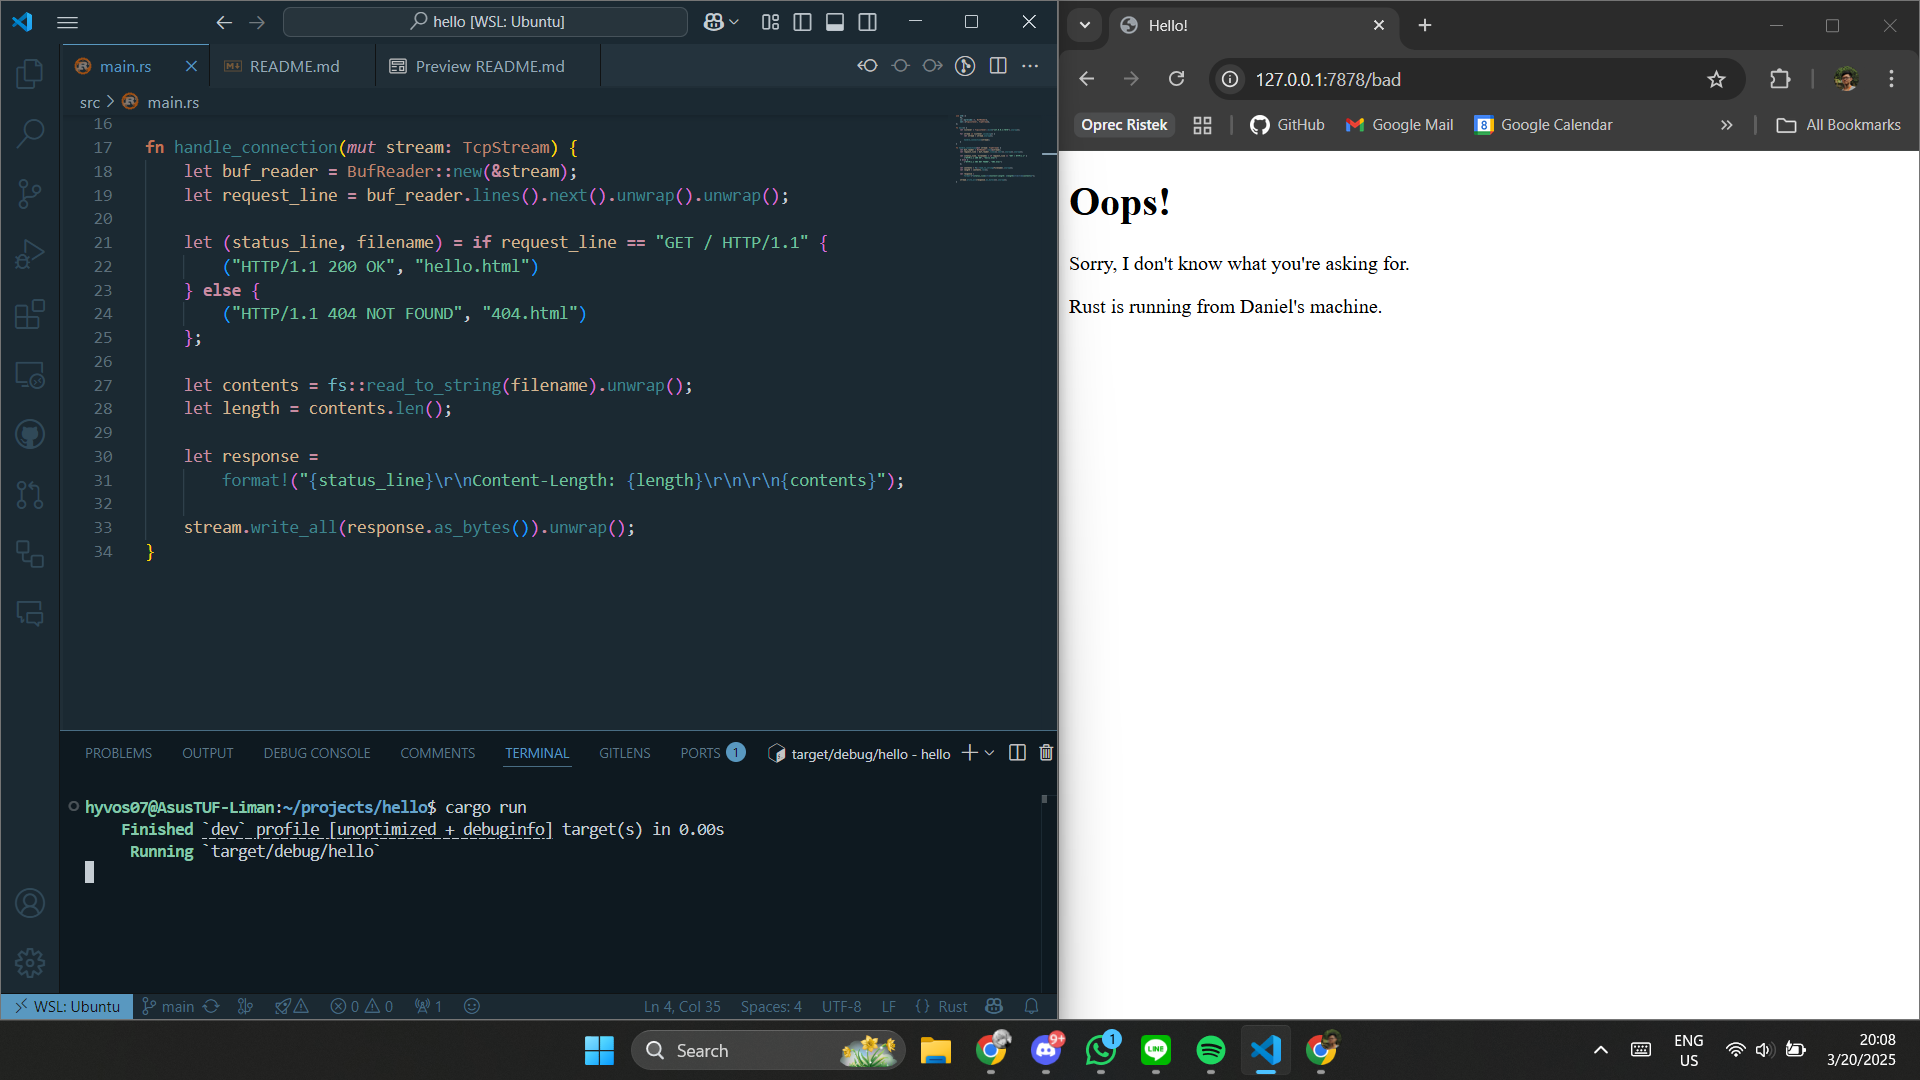 hello [WSL: Ubuntu]
main.rs
README.md
Preview README.md
src > main.rs
16
17 fn handle_connection(mut stream: TcpStream) {
18 let buf_reader = BufReader::new(&stream);
19 let request_line = buf_reader.lines().next().unwrap().unwrap();
20
21 let (status_line, filename) = if request_line == "GET / HTTP/1.1" {
22 ("HTTP/1.1 200 OK", "hello.html")
23 } else {
24 ("HTTP/1.1 404 NOT FOUND", "404.html")
25 };
26
27 let contents = fs::read_to_string(filename).unwrap();
28 let length = contents.len();
29
30 let response =
31 format!("{status_line}\r\nContent-Length: {length}\r\n\r\n{contents}");
32
33 stream.write_all(response.as_bytes()).unwrap();
34 }
PROBLEMS OUTPUT DEBUG CONSOLE COMMENTS TERMINAL GITLENS PORTS 1 target/debug/hello - hello
hyvos07@AsusTUF-Liman:~/projects/hello$ cargo run
Finished `dev` profile [unoptimized + debuginfo] target(s) in 0.00s
Running `target/debug/hello`
WSL: Ubuntu main 0 0 1 Ln 4, Col 35 Spaces: 4 UTF-8 LF {} Rust
Hello!
127.0.0.1:7878/bad
Oprec Ristek GitHub Google Mail 8 Google Calendar » All Bookmarks
Oops!
Sorry, I don't know what you're asking for.
Rust is running from Daniel's machine.
Search
9+
1
LINE
ENG
US
20:08
3/20/2025